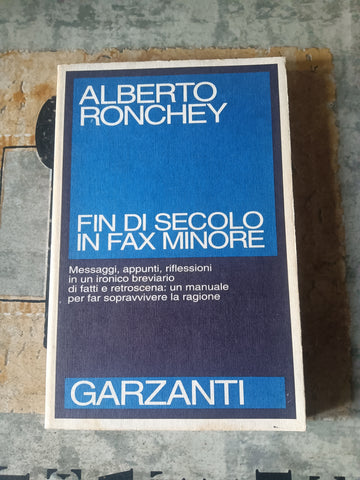 ALBERTO
RONCHEY
FIN DI SECOLO
IN FAX MINORE
Messaggi, appunti, riflessioni
in un ironico breviario
di fatti e retroscena: un manuale
per far sopravvivere la ragione
GARZANTI